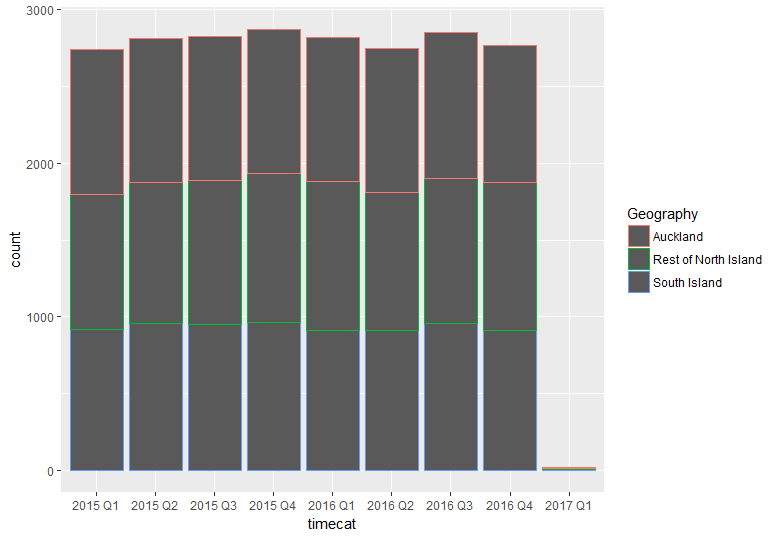 3000
2000
1000
0
count
2015 Q1 2015 Q2 2015 Q3 2015 Q4 2016 Q1 2016 Q2 2016 Q3 2016 Q4 2017 Q1
timecat
Geography
Auckland
Rest of North Island
South Island